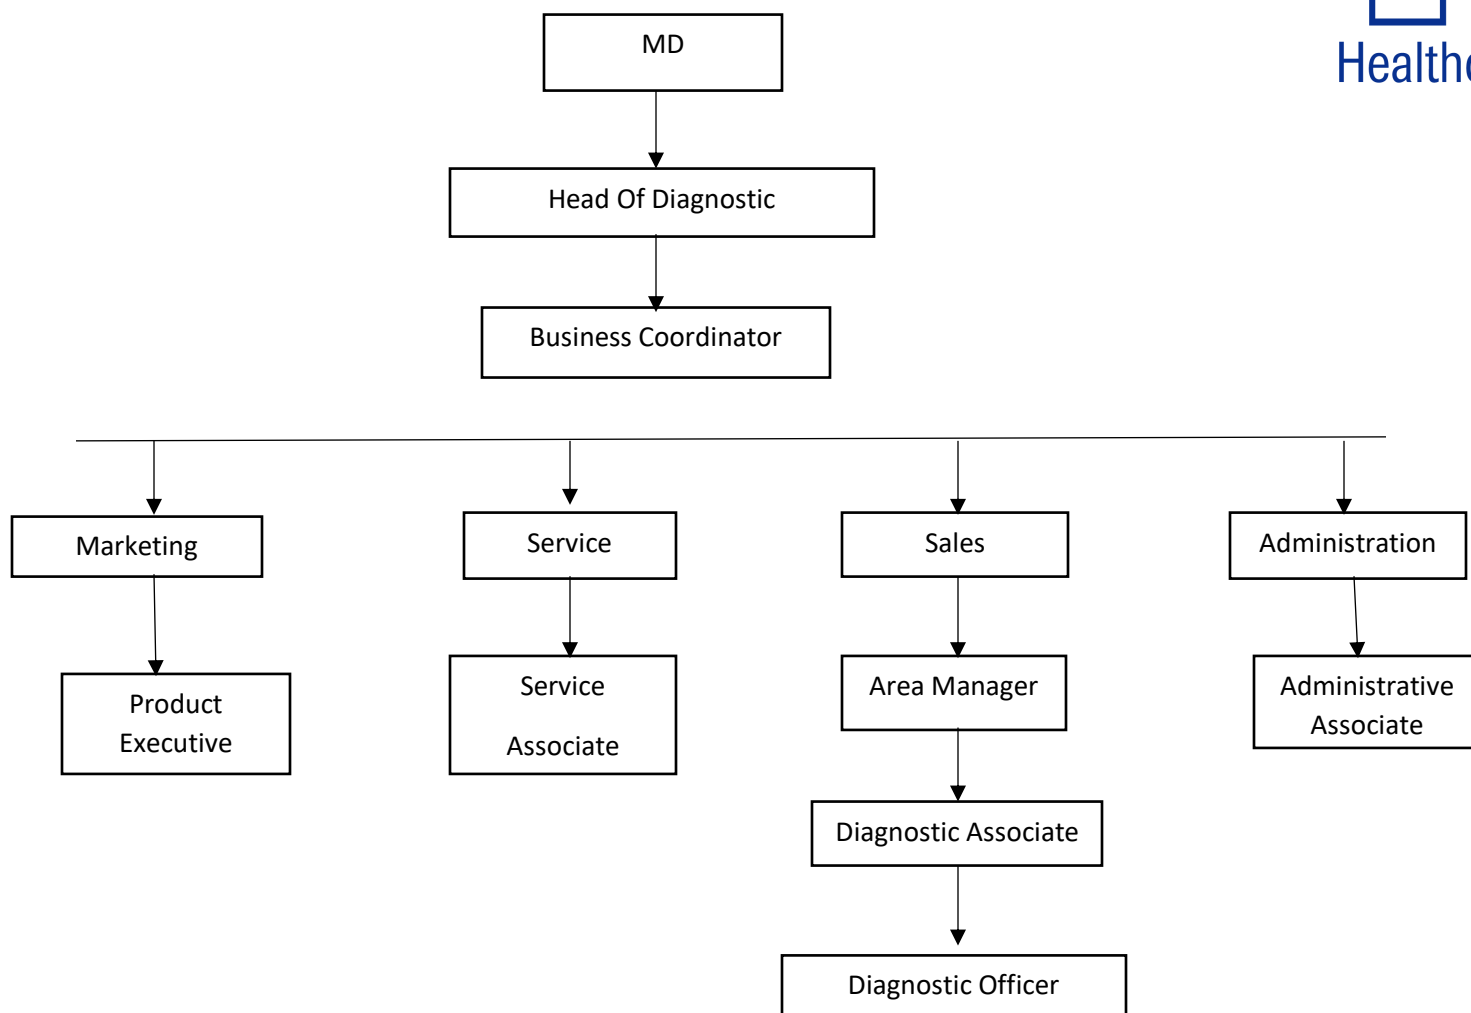 MD
Healthc
Head Of Diagnostic
Business Coordinator
Marketing
Service
Sales
Administration
Product
Executive
Service
Associate
Area Manager
Administrative
Associate
Diagnostic Associate
Diagnostic Officer